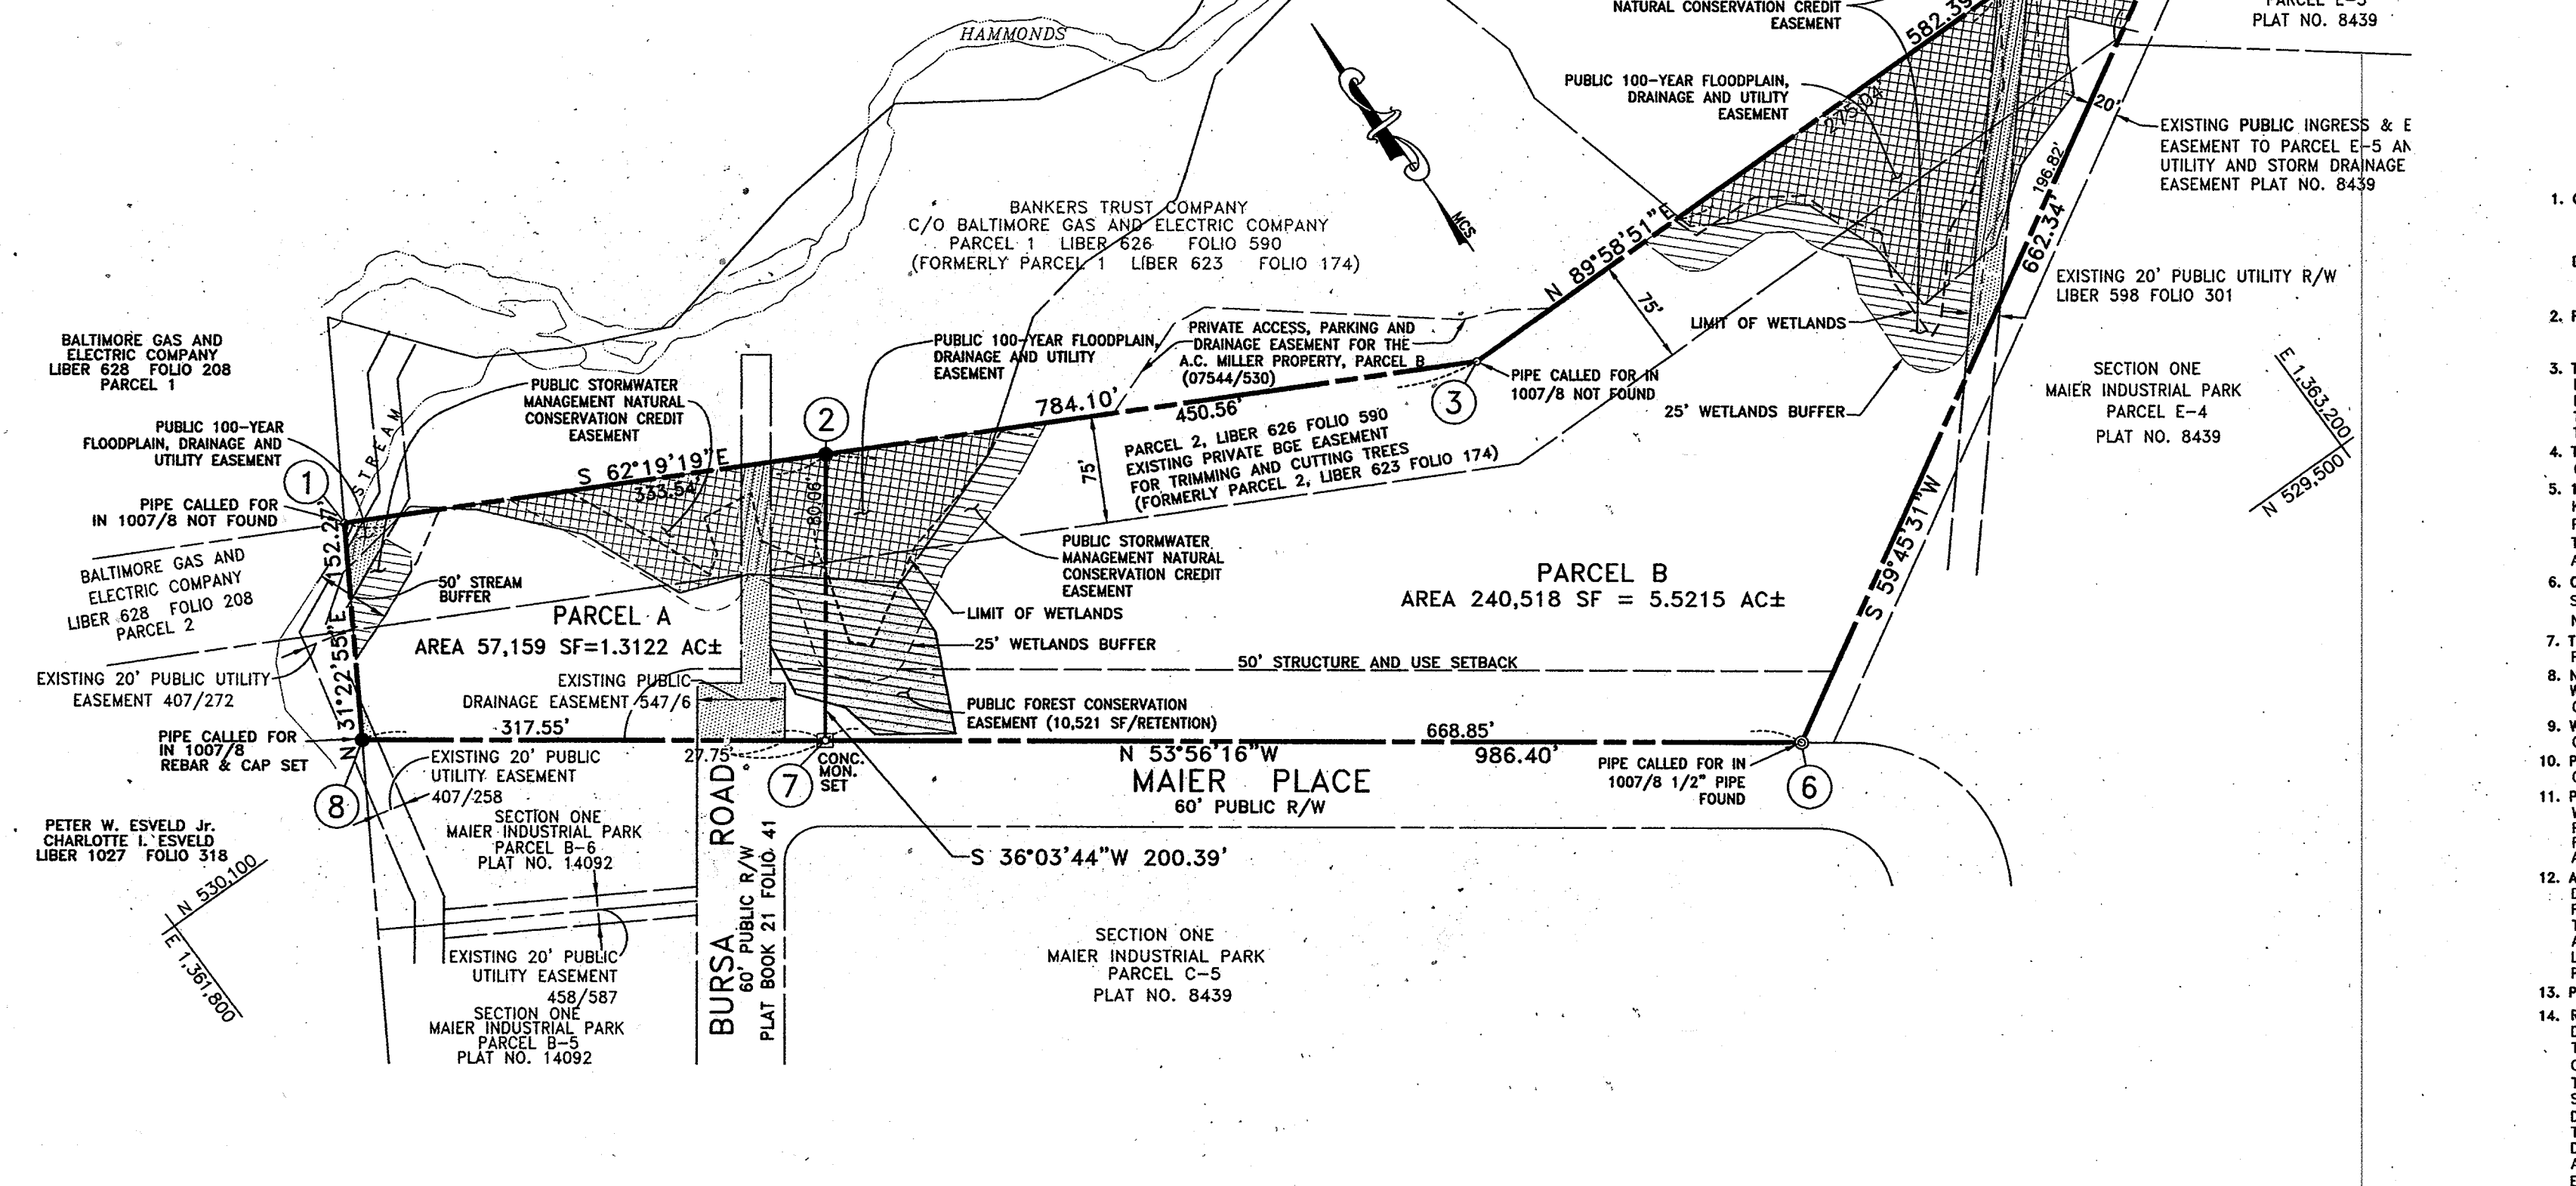 HAMMONDS
NATURAL CONSERVATION CREDIT
EASEMENT
582.39'
PLAT NO. 8439
PUBLIC 100-YEAR FLOODPLAIN,
DRAINAGE AND UTILITY
EASEMENT
275.04'
20'
EXISTING PUBLIC INGRESS & E
EASEMENT TO PARCEL E-5 AN
UTILITY AND STORM DRAINAGE
EASEMENT PLAT NO. 8439
196.82'
662.34'
MCS
BANKERS TRUST COMPANY
C/O BALTIMORE GAS AND ELECTRIC COMPANY
PARCEL 1 LIBER 626 FOLIO 590
(FORMERLY PARCEL 1 LIBER 623 FOLIO 174)
N 89°58'51"E
75'
EXISTING 20' PUBLIC UTILITY R/W
LIBER 598 FOLIO 301
LIMIT OF WETLANDS
25' WETLANDS BUFFER
BALTIMORE GAS AND
ELECTRIC COMPANY
LIBER 628 FOLIO 208
PARCEL 1
PUBLIC 100-YEAR
FLOODPLAIN, DRAINAGE AND
UTILITY EASEMENT
STREAM
PUBLIC STORMWATER
MANAGEMENT NATURAL
CONSERVATION CREDIT
EASEMENT
PUBLIC 100-YEAR FLOODPLAIN,
DRAINAGE AND UTILITY
EASEMENT
PRIVATE ACCESS, PARKING AND
DRAINAGE EASEMENT FOR THE
A.C. MILLER PROPERTY, PARCEL B
(07544/530)
PIPE CALLED FOR IN
1007/8 NOT FOUND
SECTION ONE
MAIER INDUSTRIAL PARK
PARCEL E-4
PLAT NO. 8439
E 1,363,200
N 529,500
1
2
3
784.10'
450.56'
S 62°19'19"E
333.54'
80.06'
75'
PARCEL 2, LIBER 626 FOLIO 590
EXISTING PRIVATE BGE EASEMENT
FOR TRIMMING AND CUTTING TREES
(FORMERLY PARCEL 2, LIBER 623 FOLIO 174)
PIPE CALLED FOR
IN 1007/8 NOT FOUND
152.27'
N 31°22'55"E
BALTIMORE GAS AND
ELECTRIC COMPANY
LIBER 628 FOLIO 208
PARCEL 2
50' STREAM
BUFFER
PUBLIC STORMWATER
MANAGEMENT NATURAL
CONSERVATION CREDIT
EASEMENT
LIMIT OF WETLANDS
25' WETLANDS BUFFER
PARCEL A
AREA 57,159 SF=1.3122 AC±
PARCEL B
AREA 240,518 SF = 5.5215 AC±
S 59°45'31"W
50' STRUCTURE AND USE SETBACK
EXISTING 20' PUBLIC UTILITY
EASEMENT 407/272
EXISTING PUBLIC
DRAINAGE EASEMENT 547/6
PUBLIC FOREST CONSERVATION
EASEMENT (10,521 SF/RETENTION)
PIPE CALLED FOR
IN 1007/8
REBAR & CAP SET
317.55'
27.75'
668.85'
N 53°56'16"W
986.40'
CONC.
MON.
SET
7
8
6
MAIER PLACE
60' PUBLIC R/W
PIPE CALLED FOR IN
1007/8 1/2" PIPE
FOUND
EXISTING 20' PUBLIC
UTILITY EASEMENT
407/258
SECTION ONE
MAIER INDUSTRIAL PARK
PARCEL B-6
PLAT NO. 14092
PETER W. ESVELD Jr.
CHARLOTTE I. ESVELD
LIBER 1027 FOLIO 318
N 530,100
E 1,361,800
S 36°03'44"W 200.39'
BURSA ROAD
60' PUBLIC R/W
PLAT BOOK 21 FOLIO 41
EXISTING 20' PUBLIC
UTILITY EASEMENT
458/587
SECTION ONE
MAIER INDUSTRIAL PARK
PARCEL B-5
PLAT NO. 14092
SECTION ONE
MAIER INDUSTRIAL PARK
PARCEL C-5
PLAT NO. 8439
1.
2.
3.
4.
5.
6.
7.
8.
9.
10.
11.
12.
13.
14.